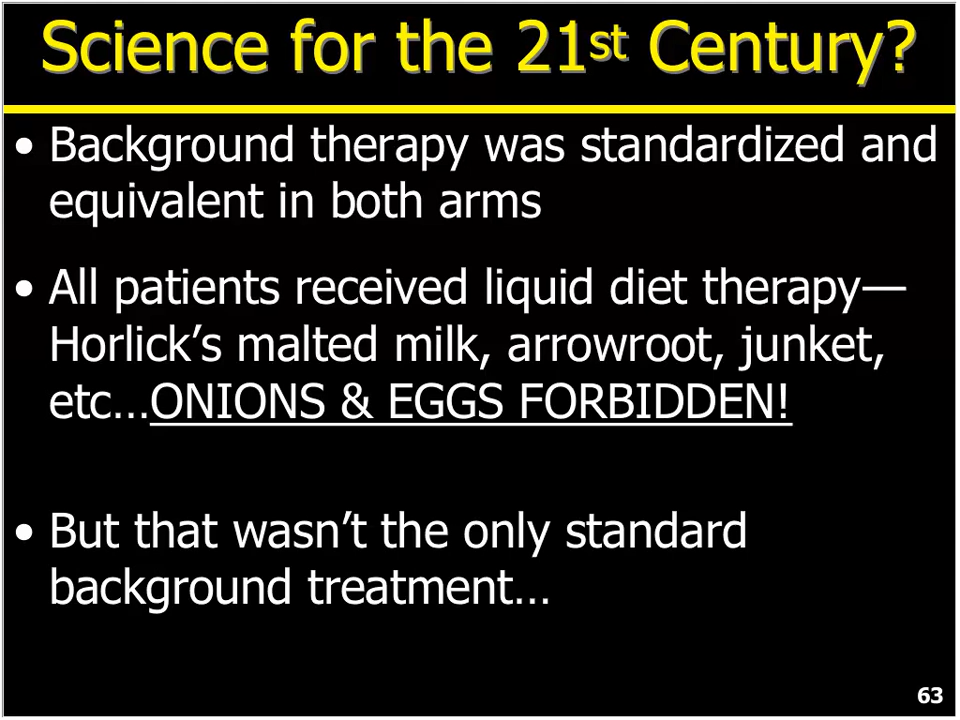 Science for the 21st Century?
• Background therapy was standardized and
equivalent in both arms
• All patients received liquid diet therapy—
Horlick’s malted milk, arrowroot, junket,
etc…ONIONS & EGGS FORBIDDEN!
• But that wasn’t the only standard
background treatment…
63